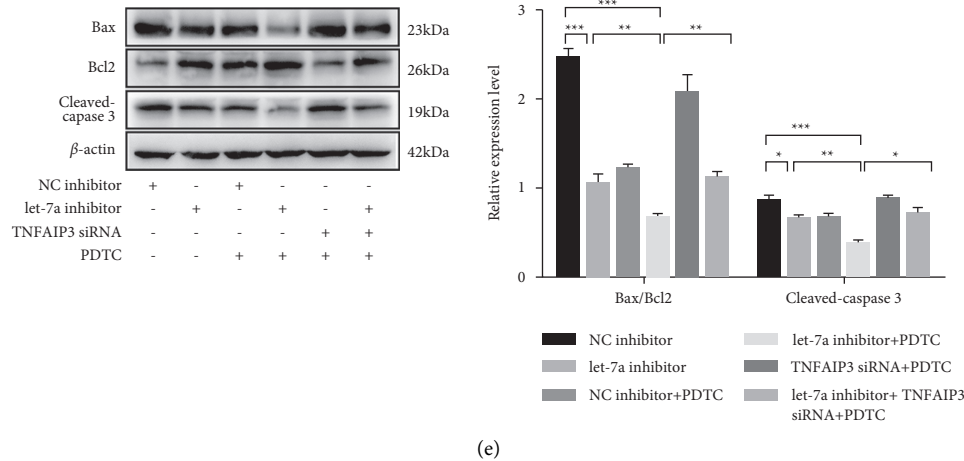 Bax 23kDa
Bcl2 26kDa
Cleaved-
capase 3 19kDa
β-actin 42kDa
NC inhibitor + - + - - -
let-7a inhibitor - + - + - +
TNFAIP3 siRNA - - - - + +
PDTC - - + + + +
Relative expression level
3
2
1
0
*** *** ** **
*** * ** *
Bax/Bcl2 Cleaved-caspase 3
NC inhibitor
let-7a inhibitor
NC inhibitor+PDTC
let-7a inhibitor+PDTC
TNFAIP3 siRNA+PDTC
let-7a inhibitor+ TNFAIP3
siRNA+PDTC
(e)